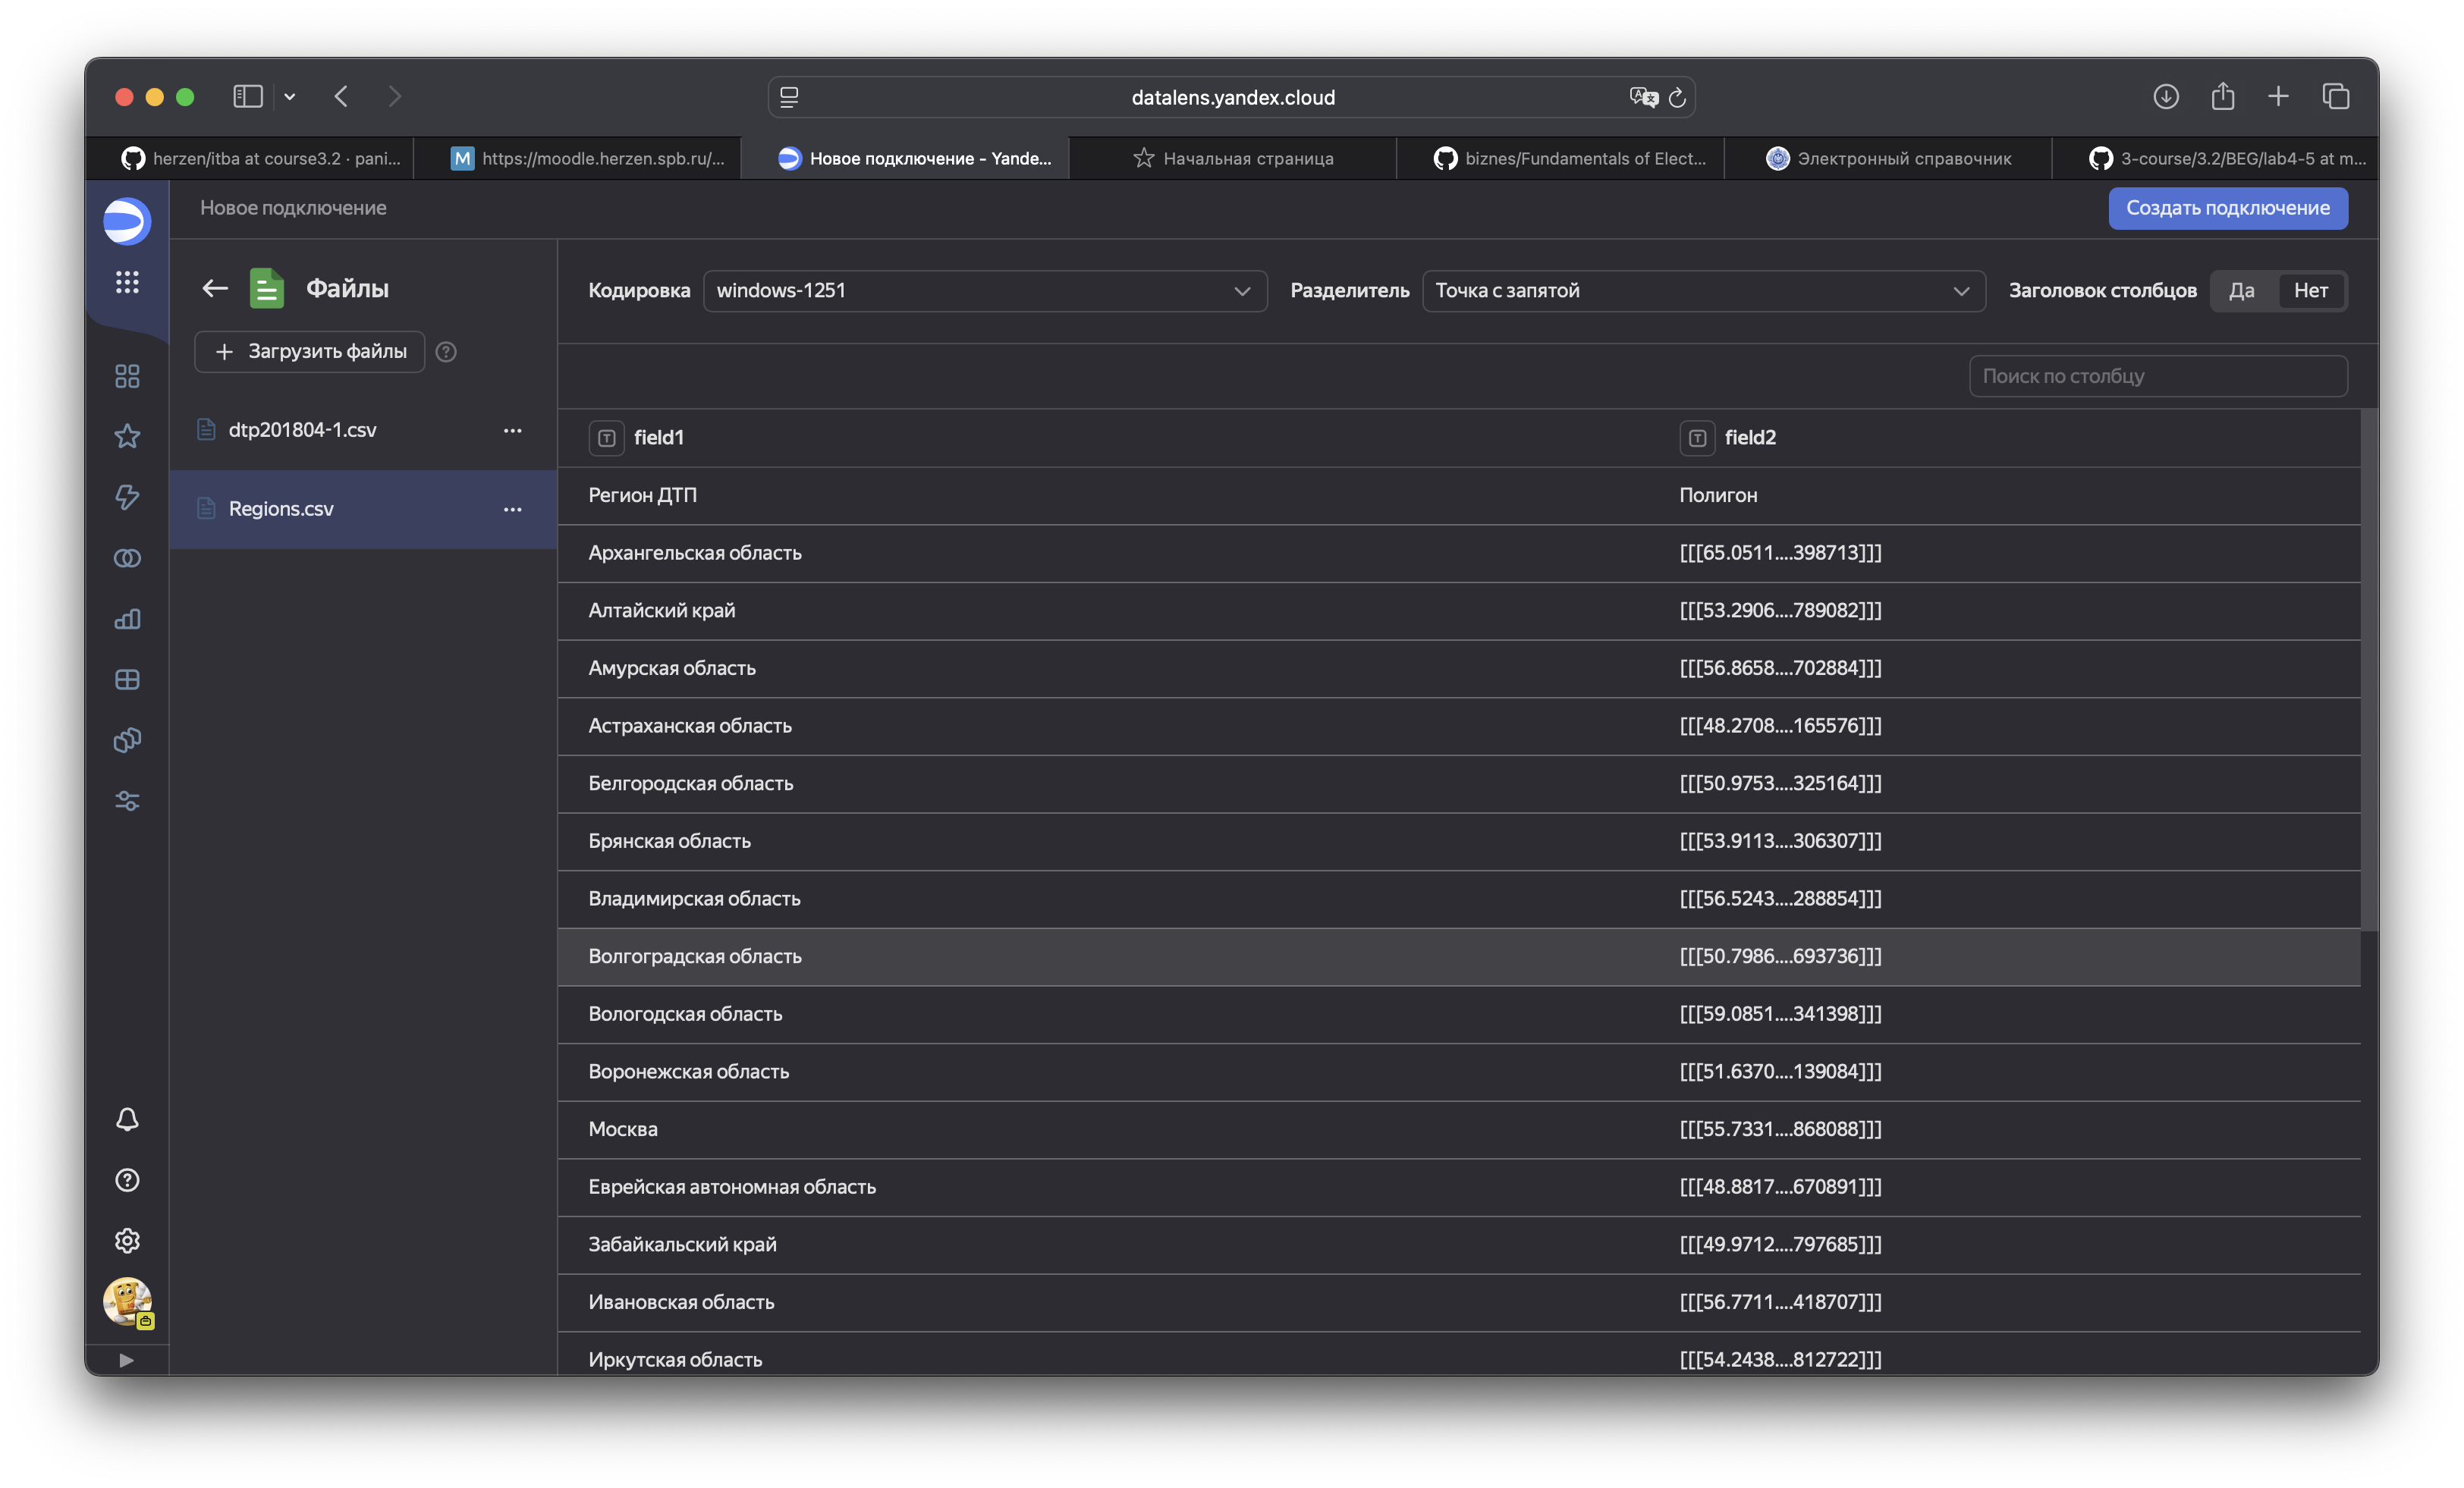 datalens.yandex.cloud
herzen/itba at course3.2 · pani...
M https://moodle.herzen.spb.ru/...
Новое подключение - Yande...
Начальная страница
biznes/Fundamentals of Elect...
Электронный справочник
3-course/3.2/BEG/lab4-5 at m...
Новое подключение
Создать подключение
Файлы
Кодировка windows-1251 Разделитель Точка с запятой Заголовок столбцов Да Нет
Загрузить файлы
Поиск по столбцу
dtp201804-1.csv
Regions.csv
field1 field2
Регион ДТП Полигон
Архангельская область [[[65.0511....398713]]]
Алтайский край [[[53.2906....789082]]]
Амурская область [[[56.8658....702884]]]
Астраханская область [[[48.2708....165576]]]
Белгородская область [[[50.9753....325164]]]
Брянская область [[[53.9113....306307]]]
Владимирская область [[[56.5243....288854]]]
Волгоградская область [[[50.7986....693736]]]
Вологодская область [[[59.0851....341398]]]
Воронежская область [[[51.6370....139084]]]
Москва [[[55.7331....868088]]]
Еврейская автономная область [[[48.8817....670891]]]
Забайкальский край [[[49.9712....797685]]]
Ивановская область [[[56.7711....418707]]]
Иркутская область [[[54.2438....812722]]]